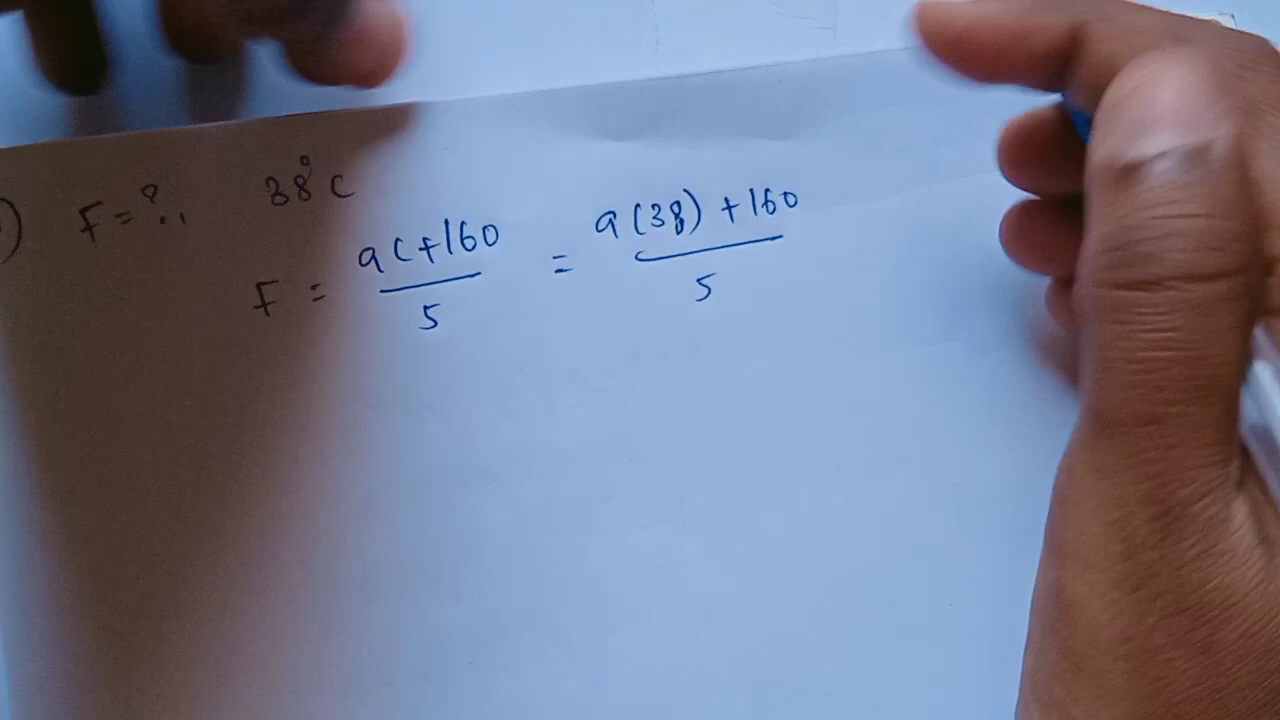 ) F = ?.. 38°C
F = 9C+160/5 = 9(38)+160/5